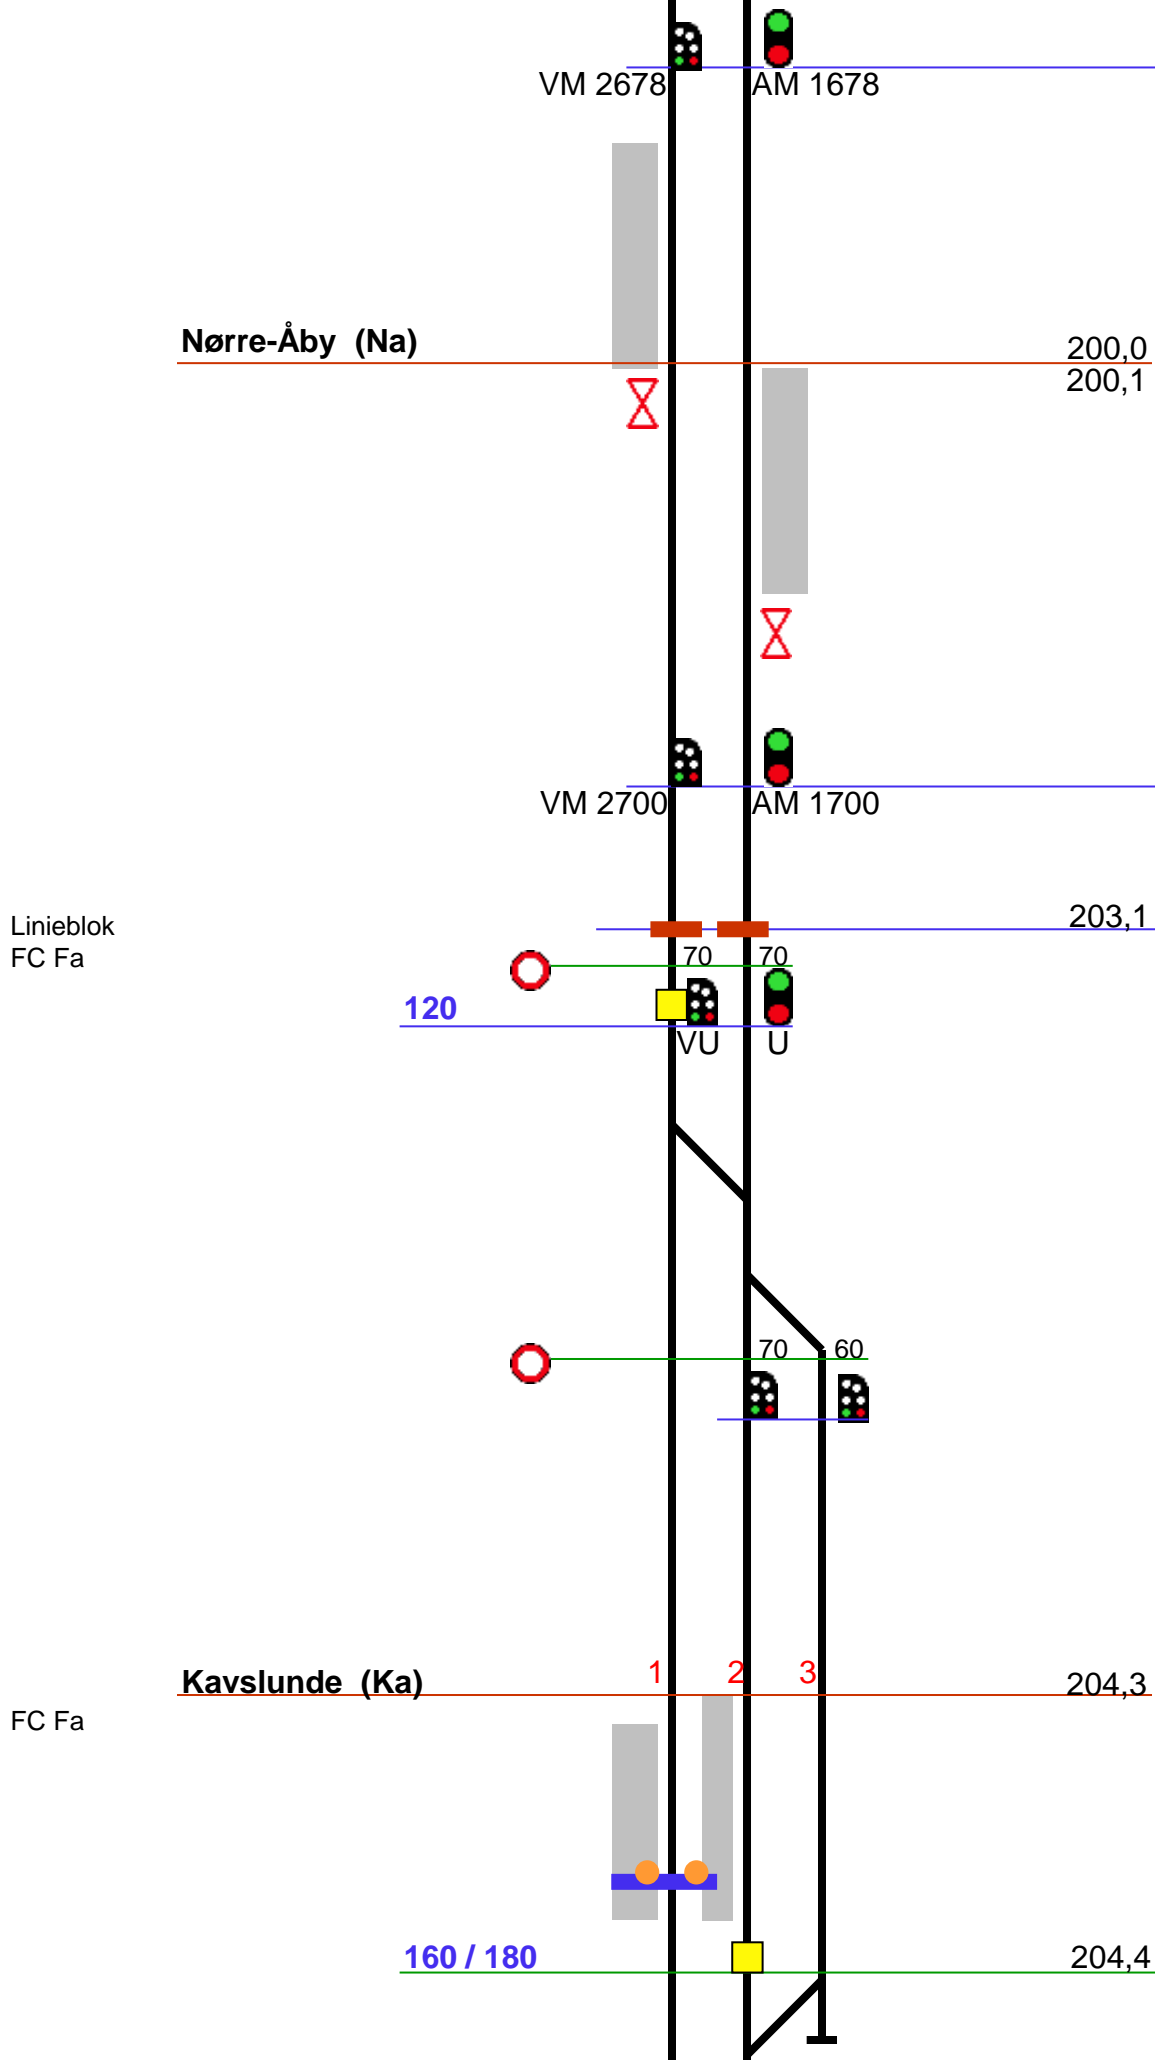 VM 2678 AM 1678
Nørre-Åby (Na) 200,0
200,1
VM 2700 AM 1700
Linieblok 203,1
FC Fa 70 70
120
VU U
70 60
Kavslunde (Ka) 1 2 3 204,3
FC Fa
160 / 180 204,4